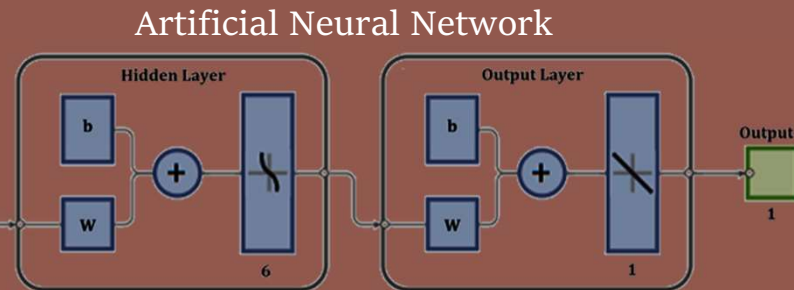 Artificial Neural Network
Hidden Layer
b
+
W
6
Output Layer
b
+
W
1
Output
1